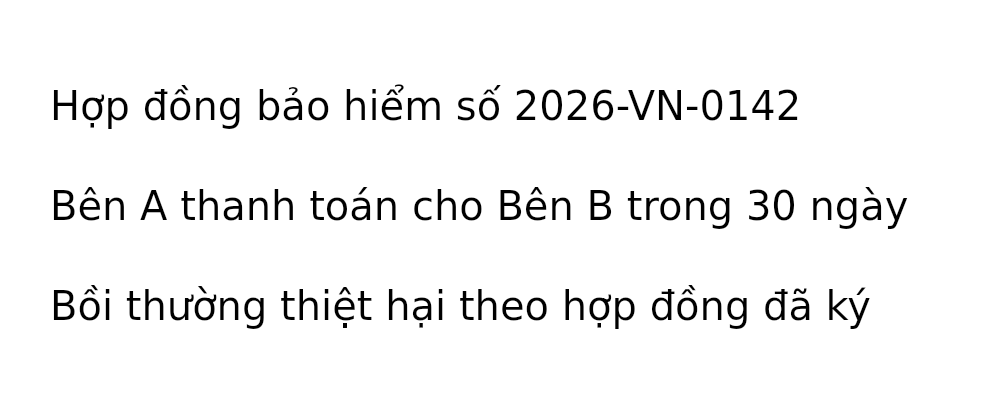 Hợp đồng bảo hiểm số 2026-VN-0142
Bên A thanh toán cho Bên B trong 30 ngày
Bồi thường thiệt hại theo hợp đồng đã ký